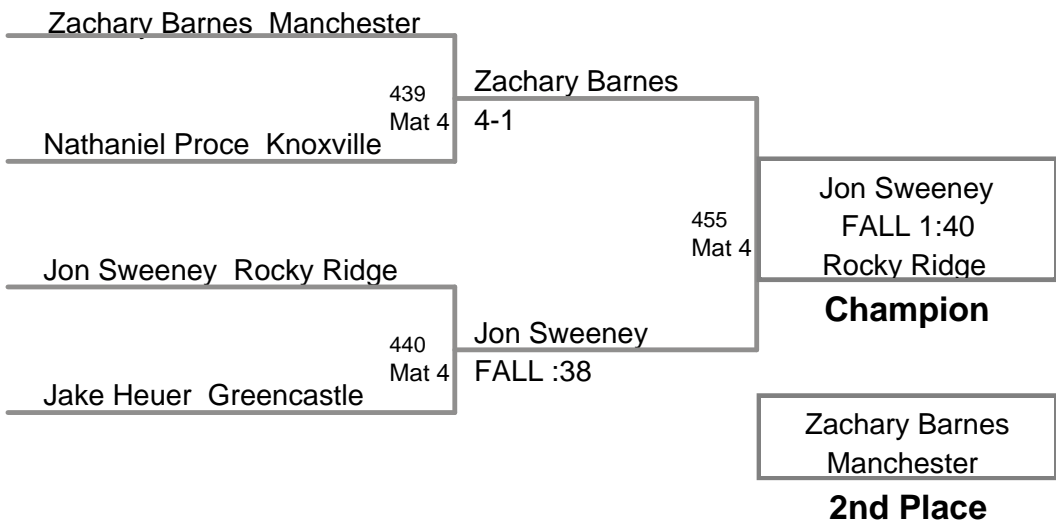 Zachary Barnes  Manchester
439
Mat 4
Zachary Barnes
4-1
Nathaniel Proce  Knoxville
455
Mat 4
Jon Sweeney
FALL 1:40
Rocky Ridge
Champion
Jon Sweeney  Rocky Ridge
440
Mat 4
Jon Sweeney
FALL :38
Jake Heuer  Greencastle
Zachary Barnes
Manchester
2nd Place